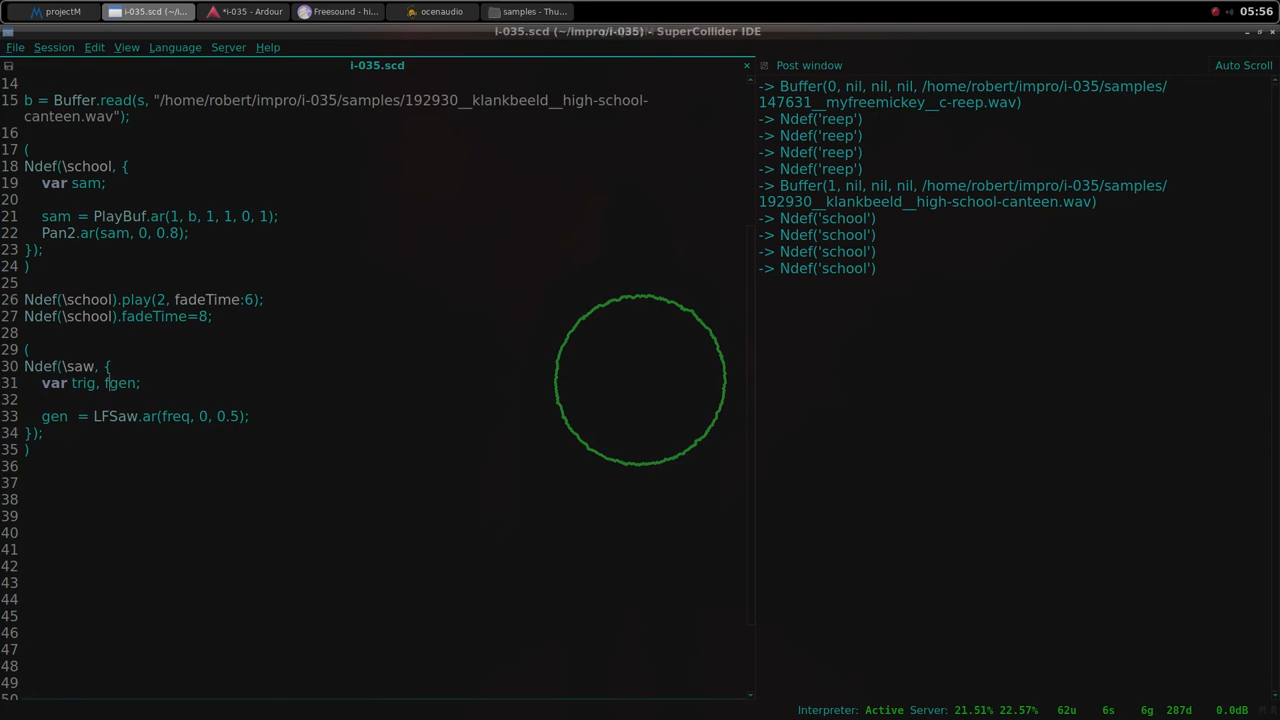 projectM
i-035.scd (~/i...
*i-035 - Ardour
Freesound - hi...
ocenaudio
samples - Thu...
05:56
i-035.scd (~/impro/i-035) - SuperCollider IDE
File Session Edit View Language Server Help
i-035.scd
14
15 b = Buffer.read(s, "/home/robert/impro/i-035/samples/192930__klankbeeld__high-school-
canteen.wav");
16
17 (
18 Ndef(\school, {
19 var sam;
20
21 sam = PlayBuf.ar(1, b, 1, 1, 0, 1);
22 Pan2.ar(sam, 0, 0.8);
23 });
24 )
25
26 Ndef(\school).play(2, fadeTime:6);
27 Ndef(\school).fadeTime=8;
28
29 (
30 Ndef(\saw, {
31 var trig, fgen;
32
33 gen = LFSaw.ar(freq, 0, 0.5);
34 });
35 )
36
37
38
39
40
41
42
43
44
45
46
47
48
49
50
Post window Auto Scroll
-> Buffer(0, nil, nil, nil, /home/robert/impro/i-035/samples/
147631__myfreemickey__c-reep.wav)
-> Ndef('reep')
-> Ndef('reep')
-> Ndef('reep')
-> Ndef('reep')
-> Buffer(1, nil, nil, nil, /home/robert/impro/i-035/samples/
192930__klankbeeld__high-school-canteen.wav)
-> Ndef('school')
-> Ndef('school')
-> Ndef('school')
-> Ndef('school')
Interpreter: Active Server: 21.51% 22.57% 62u 6s 6g 287d 0.0dB